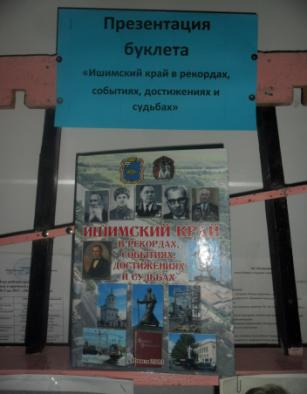 Презентация
буклета
«Ишимский край в рекордах,
событиях, достижениях и
судьбах»
ИШИМСКИЙ КРАЙ
В РЕКОРДАХ,
СОБЫТИЯХ,
ДОСТИЖЕНИЯХ
И СУДЬБАХ